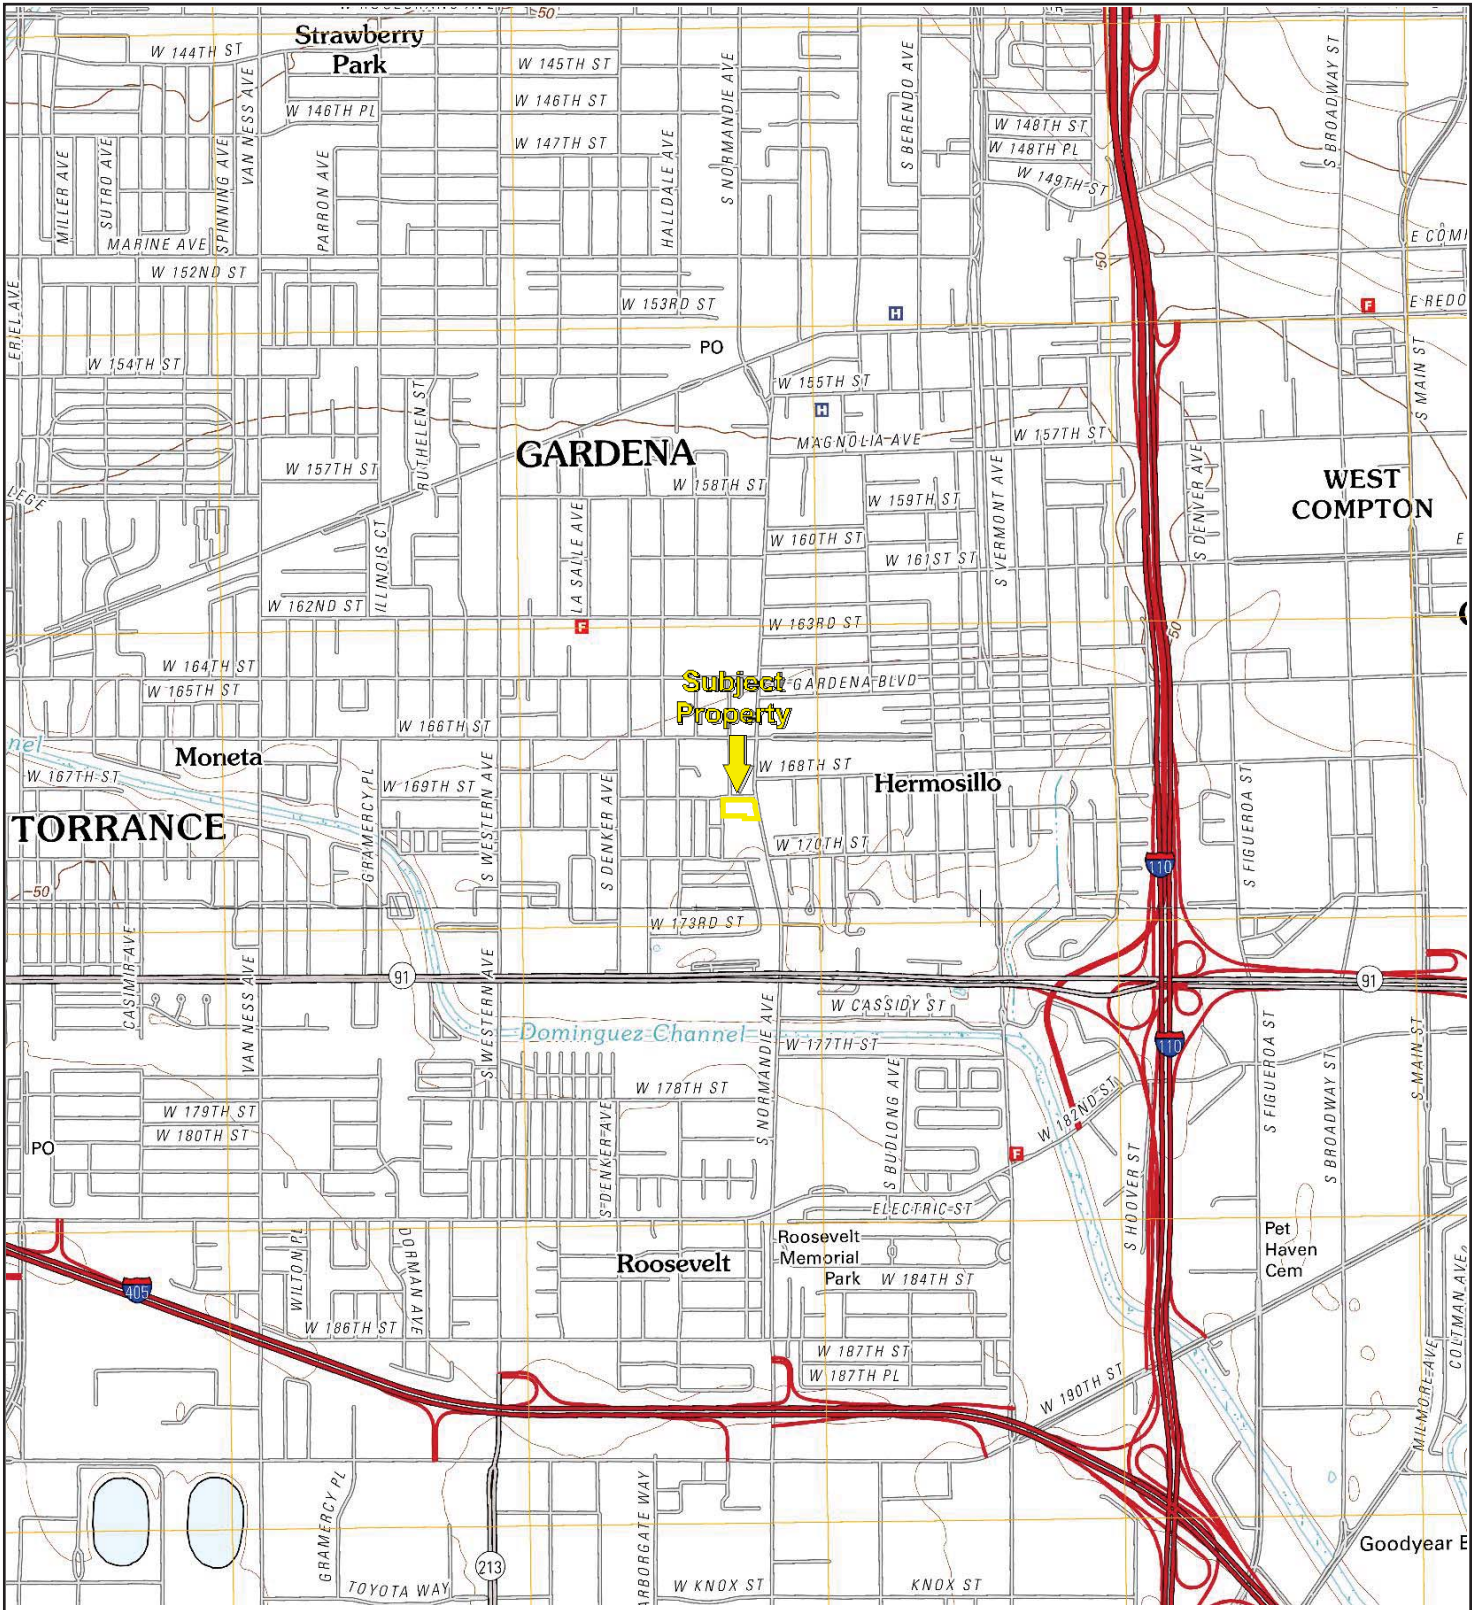 50
Strawberry
Park
W 144TH ST
W 145TH ST
W 146TH ST
W 146TH PL
W 147TH ST
W 148TH ST
W 148TH PL
W 149TH ST
MILLER AVE
SUTRO AVE
SPINNING AVE
VAN NESS AVE
PARRON AVE
HALLDALE AVE
S NORMANDIE AVE
S BERENDO AVE
S BROADWAY ST
MARINE AVE
W 152ND ST
W 153RD ST
50
E COM
F
E REDO
H
ERIEL AVE
W 154TH ST
PO
W 155TH ST
H
S MAIN ST
RUTHELEN ST
GARDENA
MAGNOLIA AVE
W 157TH ST
W 157TH ST
W 158TH ST
W 159TH ST
WEST
COMPTON
LEGE
S VERMONT AVE
S DENVER AVE
LA SALLE AVE
ILLINOIS CT
W 160TH ST
W 161ST ST
E
W 162ND ST
F
W 163RD ST
50
W 164TH ST
W 165TH ST
Subject
Property
GARDENA BLVD
W 166TH ST
nel
Moneta
W 167TH ST
W 168TH ST
Hermosillo
W 169TH ST
GRAMERCY PL
S WESTERN AVE
S DENKER AVE
S FIGUEROA ST
TORRANCE
W 170TH ST
110
50
W 173RD ST
CASIMIR AVE
VAN NESS AVE
S WESTERN AVE
91
91
W CASSIDY ST
Dominguez Channel
W 177TH ST
110
S NORMANDIE AVE
S BUDLONG AVE
S FIGUEROA ST
S BROADWAY ST
S MAIN ST
W 178TH ST
W 179TH ST
W 180TH ST
PO
S DENKER AVE
W 182ND ST
F
S HOOVER ST
ELECTRIC ST
WILTON PL
DORMAN AVE
Roosevelt
Roosevelt
Memorial
Park
W 184TH ST
Pet
Haven
Cem
405
W 186TH ST
W 187TH ST
W 187TH PL
W 190TH ST
MILMORE AVE
COLTMAN AVE
GRAMERCY PL
213
TOYOTA WAY
ARBORGATE WAY
W KNOX ST
KNOX ST
Goodyear B